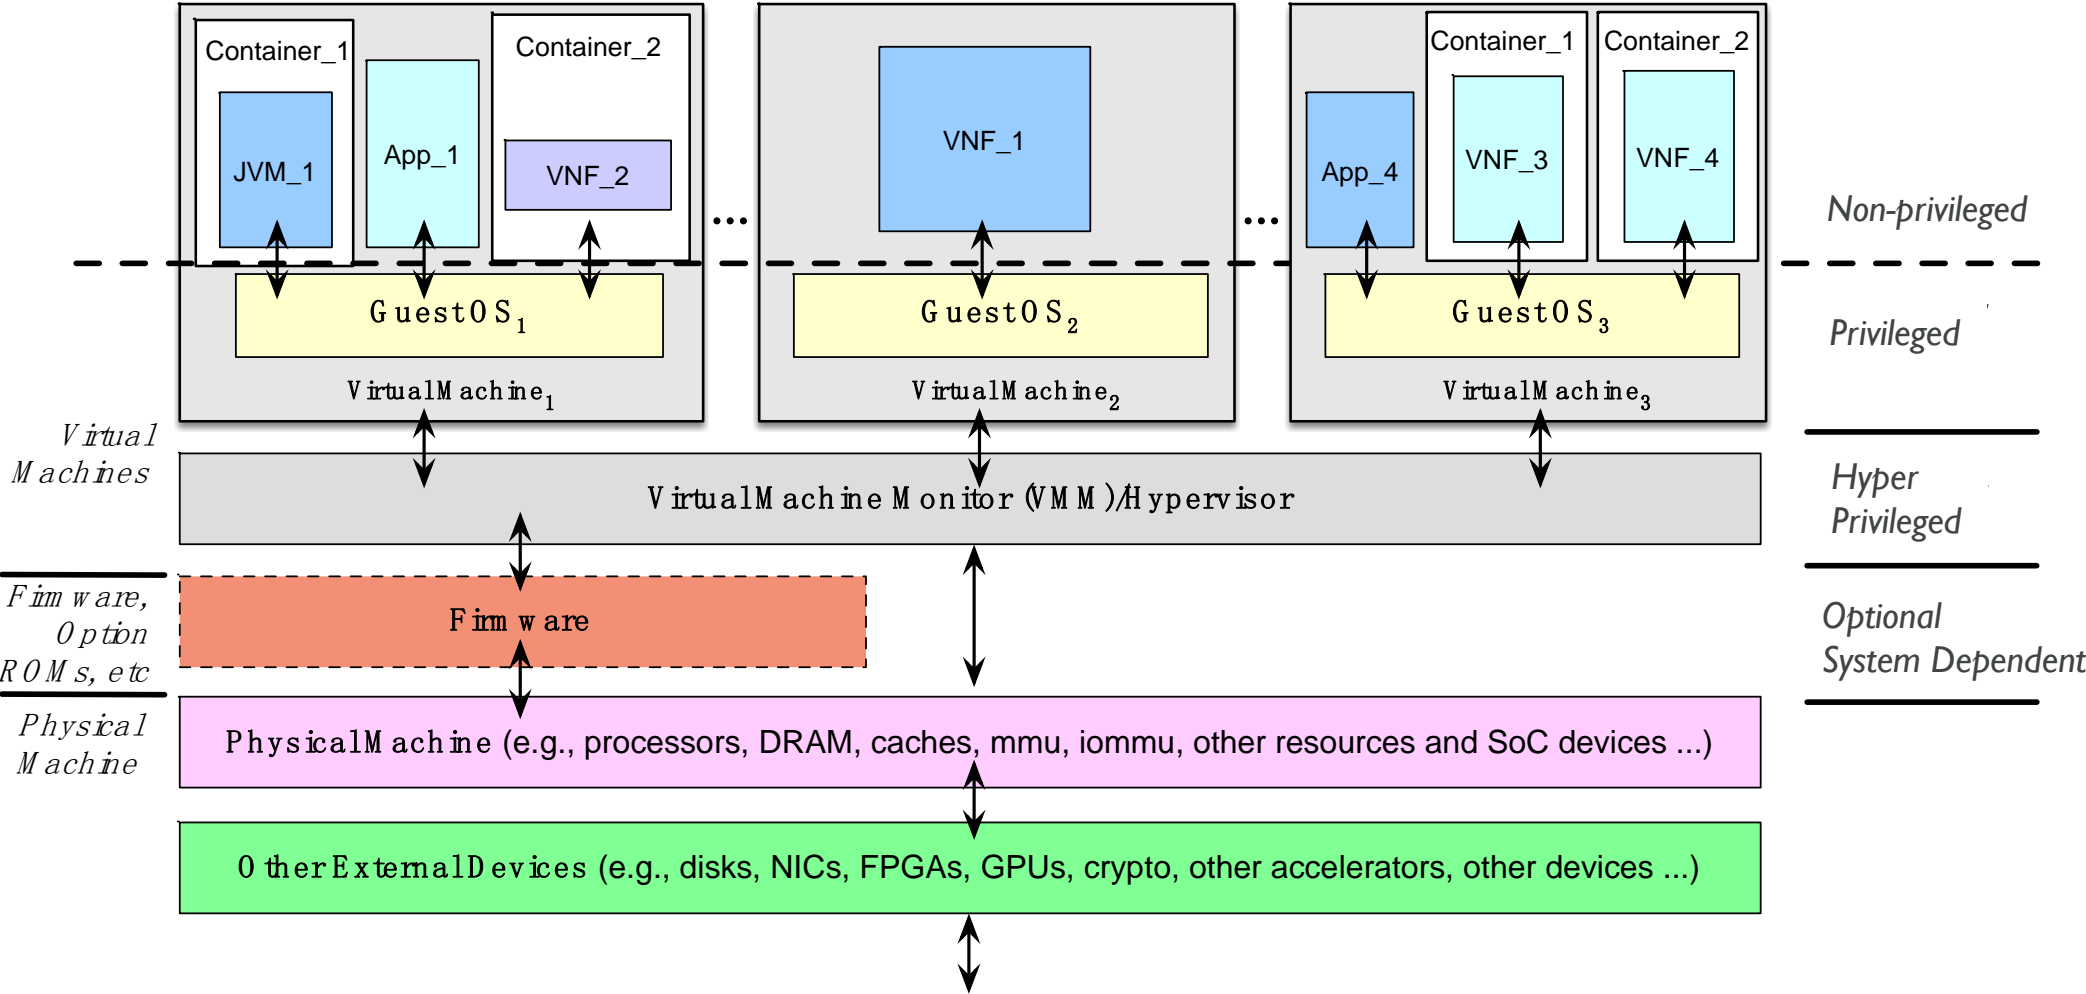 Container_1
JVM_1
App_1
Container_2
VNF_2
...
VNF_1
...
App_4
Container_1
VNF_3
Container_2
VNF_4
Non-privileged
GuestOS1
GuestOS2
GuestOS3
Privileged
VirtualMachine1
VirtualMachine2
VirtualMachine3
Virtual
Machines
VirtualMachine Monitor (VMM)/Hypervisor
Hyper
Privileged
Firmware,
Option
ROMs, etc
Firmware
Optional
System Dependent
Physical
Machine
PhysicalMachine (e.g., processors, DRAM, caches, mmu, iommu, other resources and SoC devices ...)
OtherExternalDevices (e.g., disks, NICs, FPGAs, GPUs, crypto, other accelerators, other devices ...)